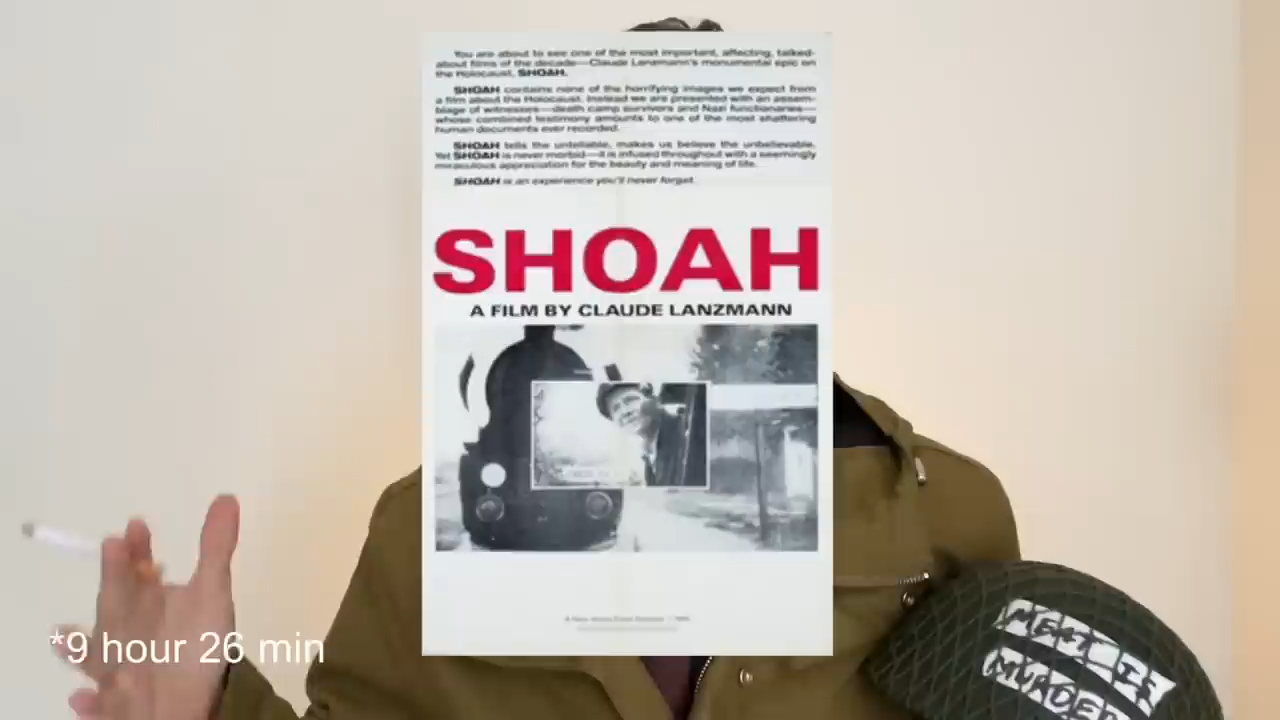 You are about to see one of the most important, affecting, talked-
about films of the decade—Claude Lanzmann's monumental epic on
the Holocaust, SHOAH.
SHOAH contains none of the horrifying images we expect from
a film about the Holocaust. Instead we are presented with an assem-
blage of witnesses—death camp survivors and Nazi functionaries—
whose combined testimony amounts to one of the most shattering
human documents ever recorded.
SHOAH tells the untellable, makes us believe the unbelievable.
Yet SHOAH is never morbid—it is infused throughout with a seemingly
miraculous appreciation for the beauty and meaning of life.
SHOAH is an experience you'll never forget.
SHOAH
A FILM BY CLAUDE LANZMANN
*9 hour 26 min
MEAT IS
MURDER